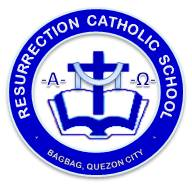 RESURRECTION CATHOLIC SCHOOL
-A- -Ω-
BAGBAG, QUEZON CITY